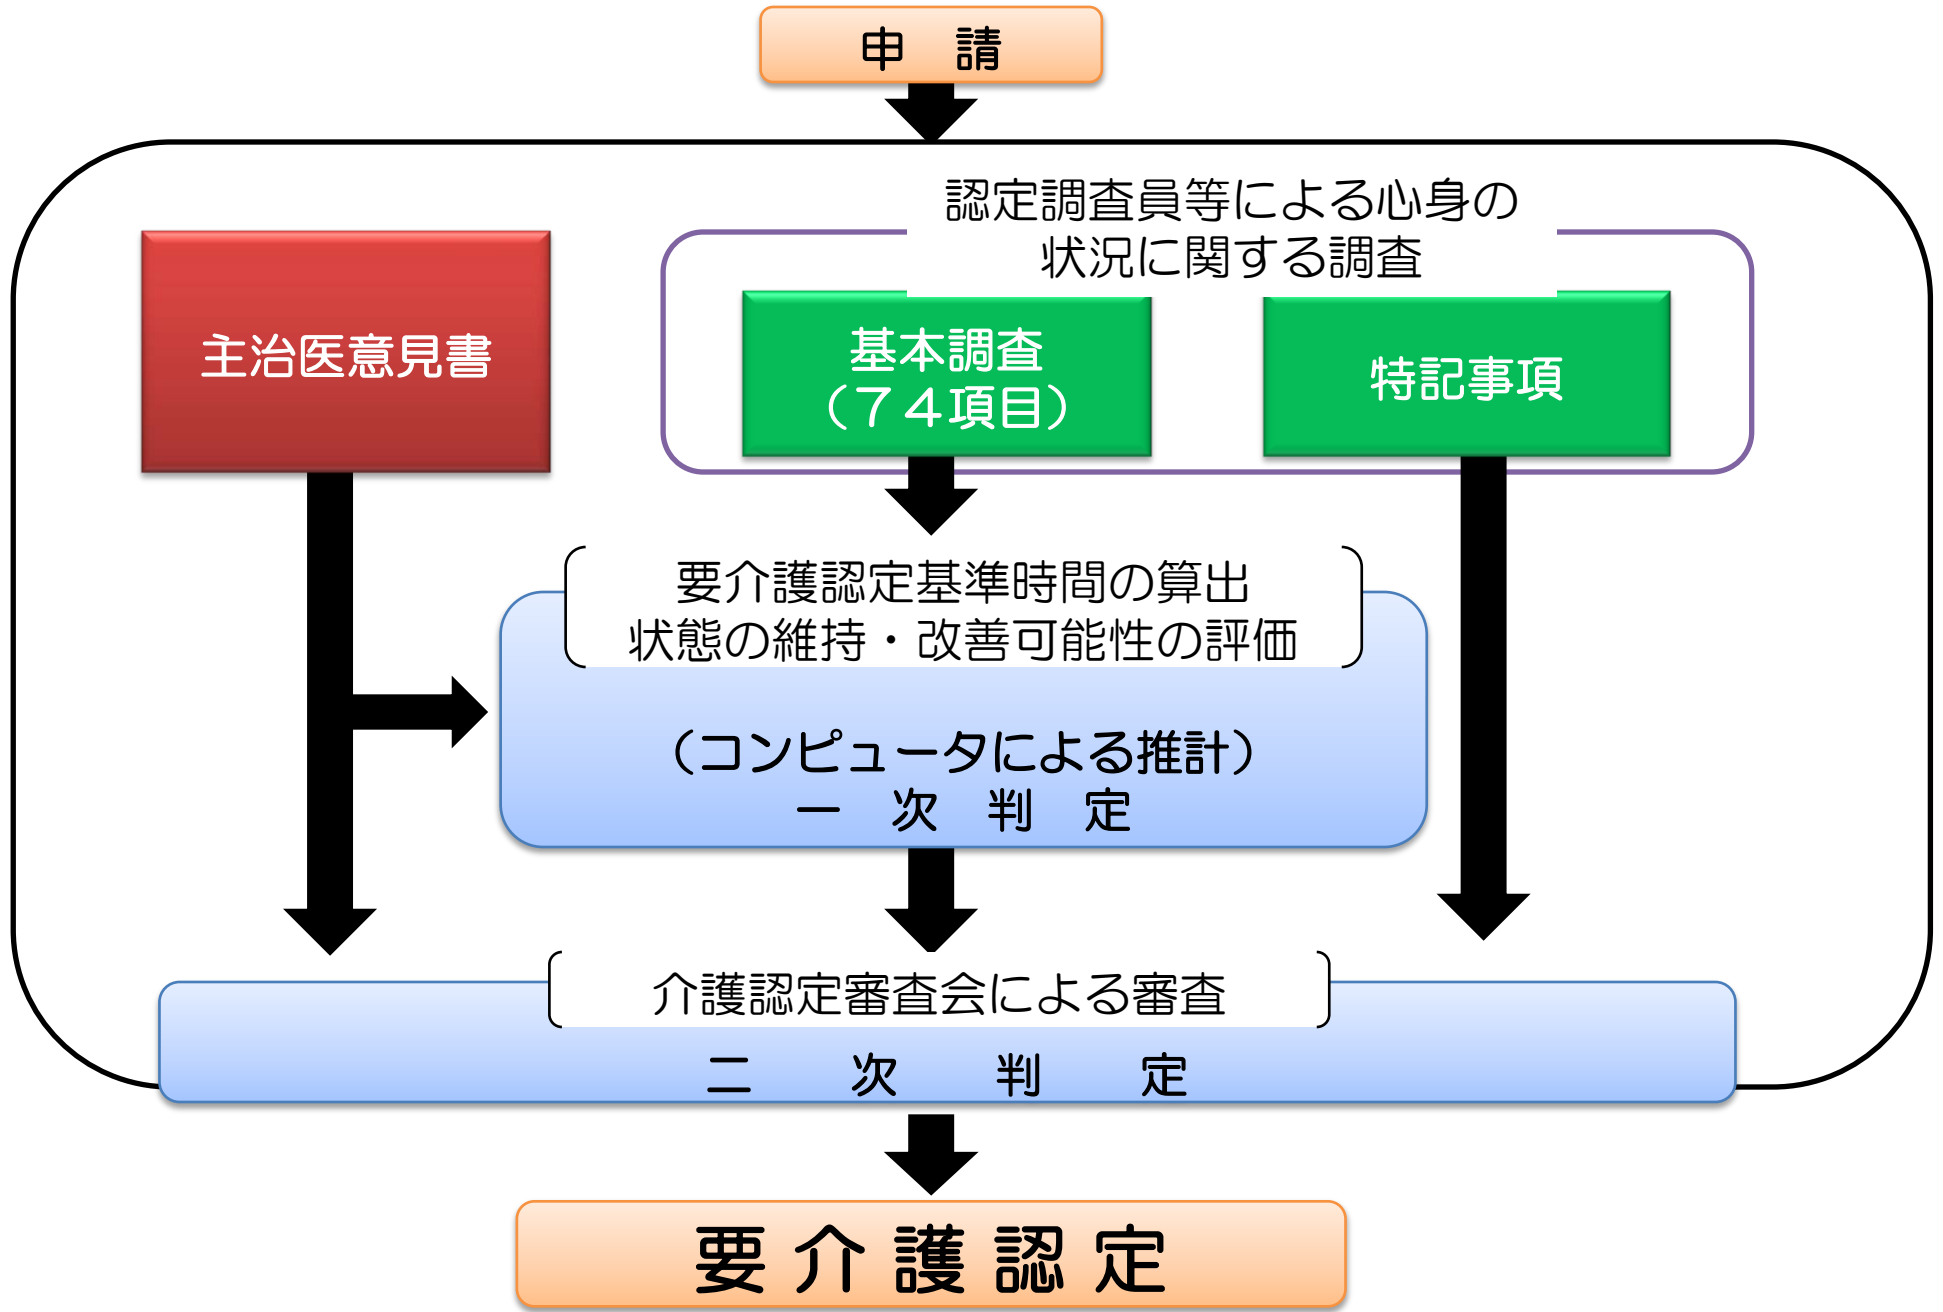 申　請
認定調査員等による心身の
状況に関する調査
主治医意見書
基本調査
（７４項目）
特記事項
要介護認定基準時間の算出
状態の維持・改善可能性の評価
（コンピュータによる推計）
一　次　判　定
介護認定審査会による審査
二　　次　　判　　定
要介護認定